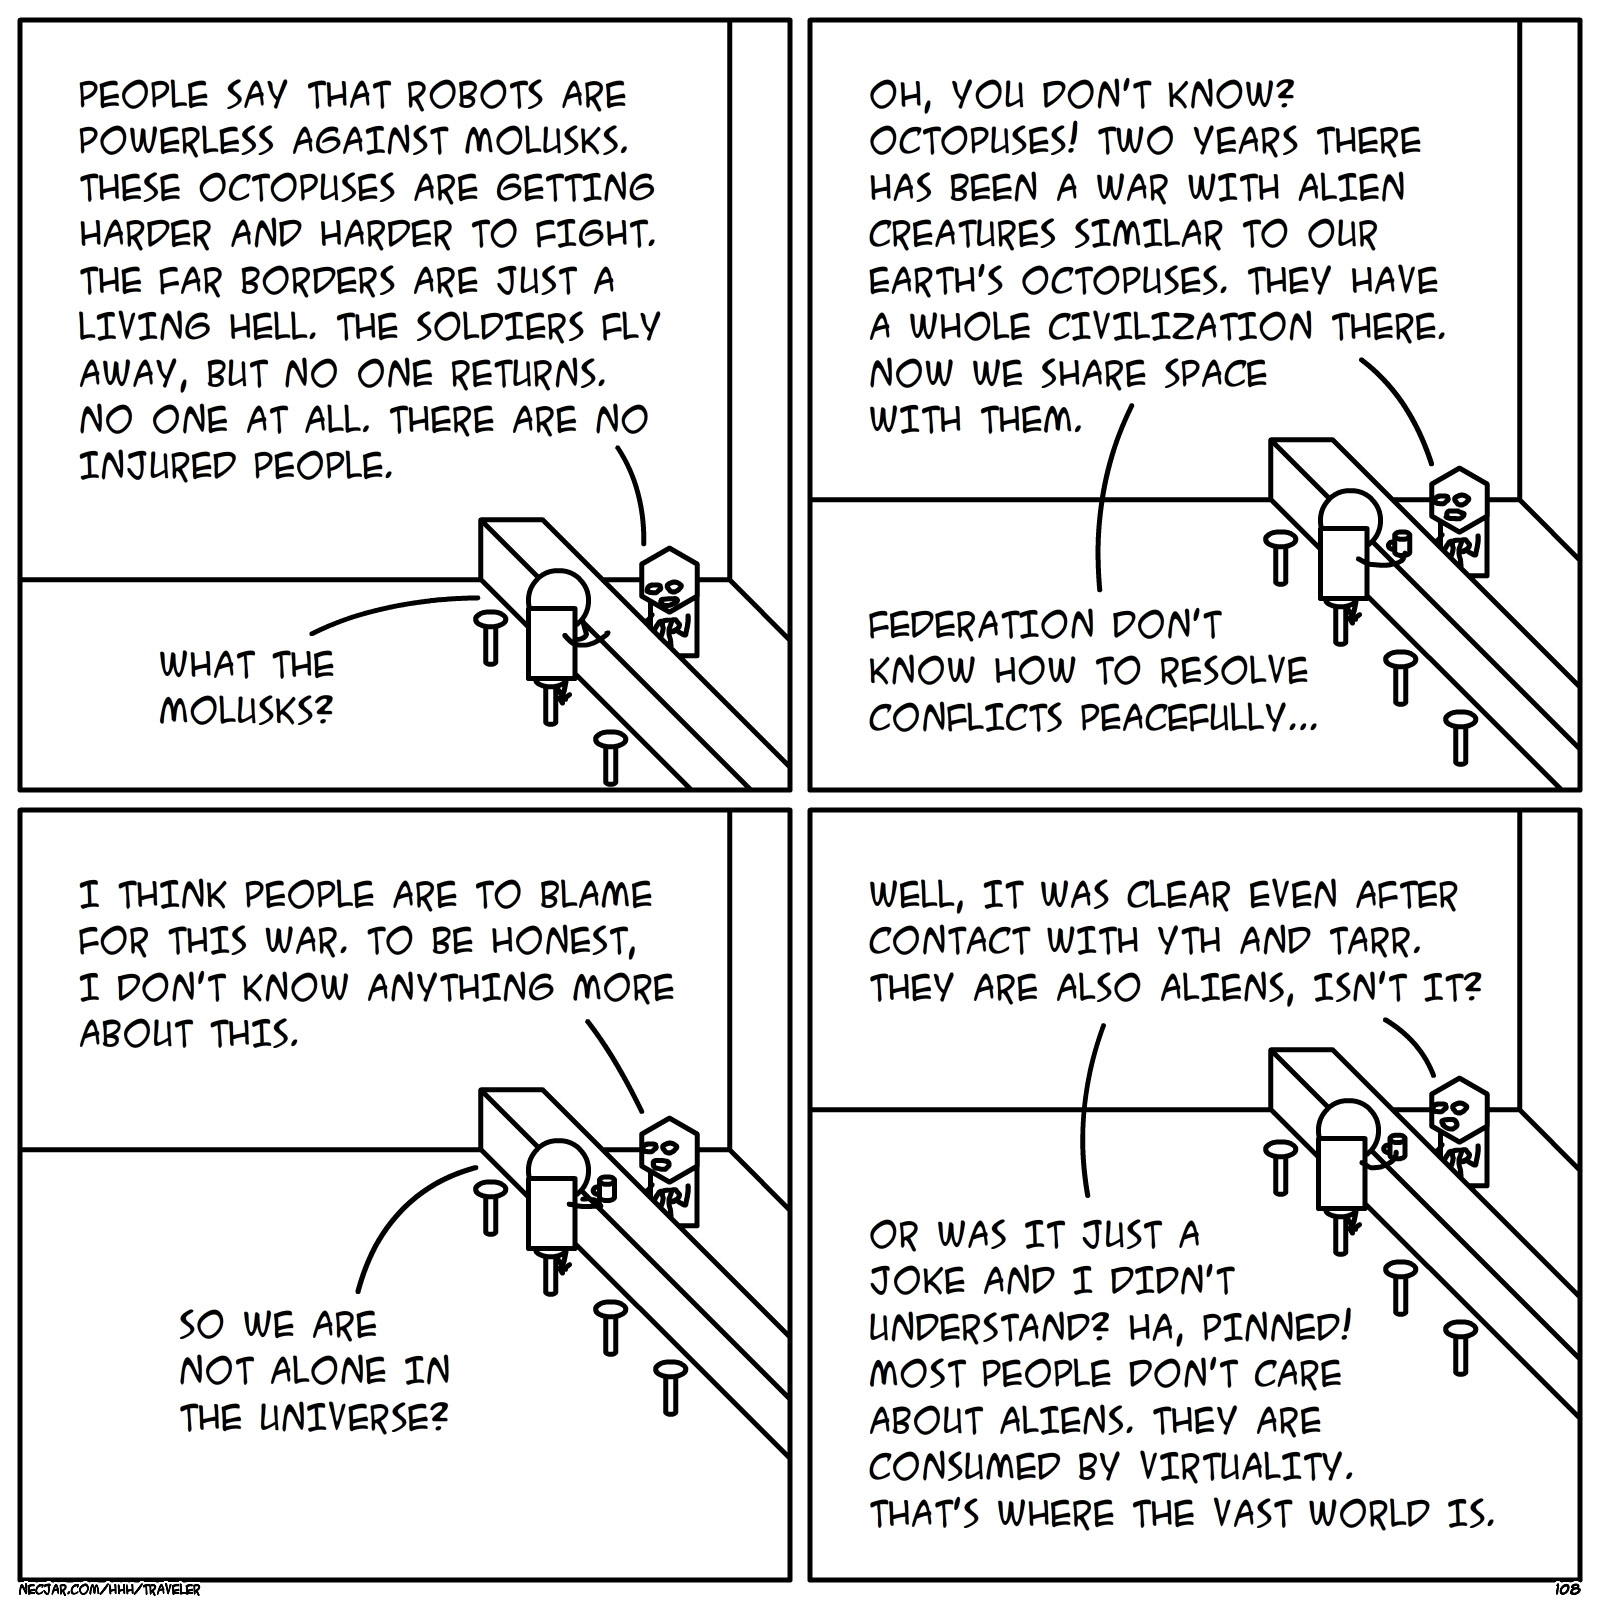 PEOPLE SAY THAT ROBOTS ARE
POWERLESS AGAINST MOLUSKS.
THESE OCTOPUSES ARE GETTING
HARDER AND HARDER TO FIGHT.
THE FAR BORDERS ARE JUST A
LIVING HELL. THE SOLDIERS FLY
AWAY, BUT NO ONE RETURNS.
NO ONE AT ALL. THERE ARE NO
INJURED PEOPLE.
WHAT THE
MOLUSKS?
OH, YOU DON'T KNOW?
OCTOPUSES! TWO YEARS THERE
HAS BEEN A WAR WITH ALIEN
CREATURES SIMILAR TO OUR
EARTH'S OCTOPUSES. THEY HAVE
A WHOLE CIVILIZATION THERE.
NOW WE SHARE SPACE
WITH THEM.
FEDERATION DON'T
KNOW HOW TO RESOLVE
CONFLICTS PEACEFULLY...
I THINK PEOPLE ARE TO BLAME
FOR THIS WAR. TO BE HONEST,
I DON'T KNOW ANYTHING MORE
ABOUT THIS.
SO WE ARE
NOT ALONE IN
THE UNIVERSE?
WELL, IT WAS CLEAR EVEN AFTER
CONTACT WITH YTH AND TARR.
THEY ARE ALSO ALIENS, ISN'T IT?
OR WAS IT JUST A
JOKE AND I DIDN'T
UNDERSTAND? HA, PINNED!
MOST PEOPLE DON'T CARE
ABOUT ALIENS. THEY ARE
CONSUMED BY VIRTUALITY.
THAT'S WHERE THE VAST WORLD IS.
NECJAR.COM/HHH/TRAVELER
108